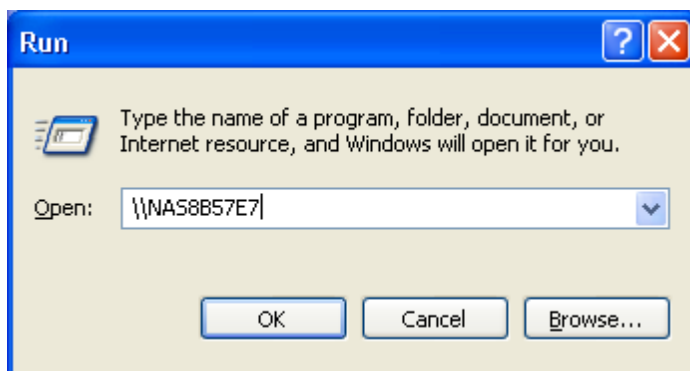 Run
Type the name of a program, folder, document, or
Internet resource, and Windows will open it for you.
Open: \\NAS8B57E7
OK Cancel Browse...